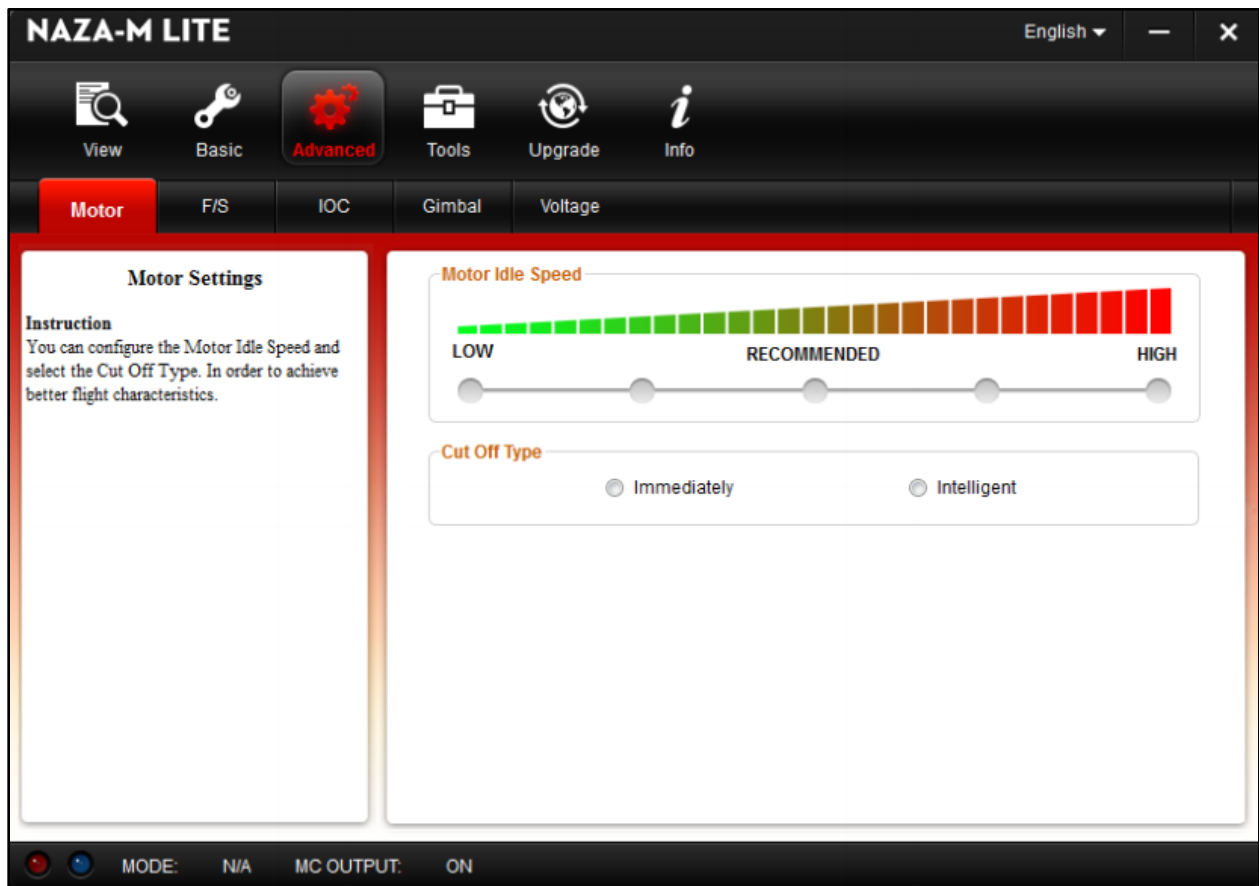 NAZA-M LITE
English
View Basic Advanced Tools Upgrade Info
Motor F/S IOC Gimbal Voltage
Motor Settings
Instruction
You can configure the Motor Idle Speed and
select the Cut Off Type. In order to achieve
better flight characteristics.
Motor Idle Speed
LOW RECOMMENDED HIGH
Cut Off Type
Immediately Intelligent
MODE: N/A MC OUTPUT: ON